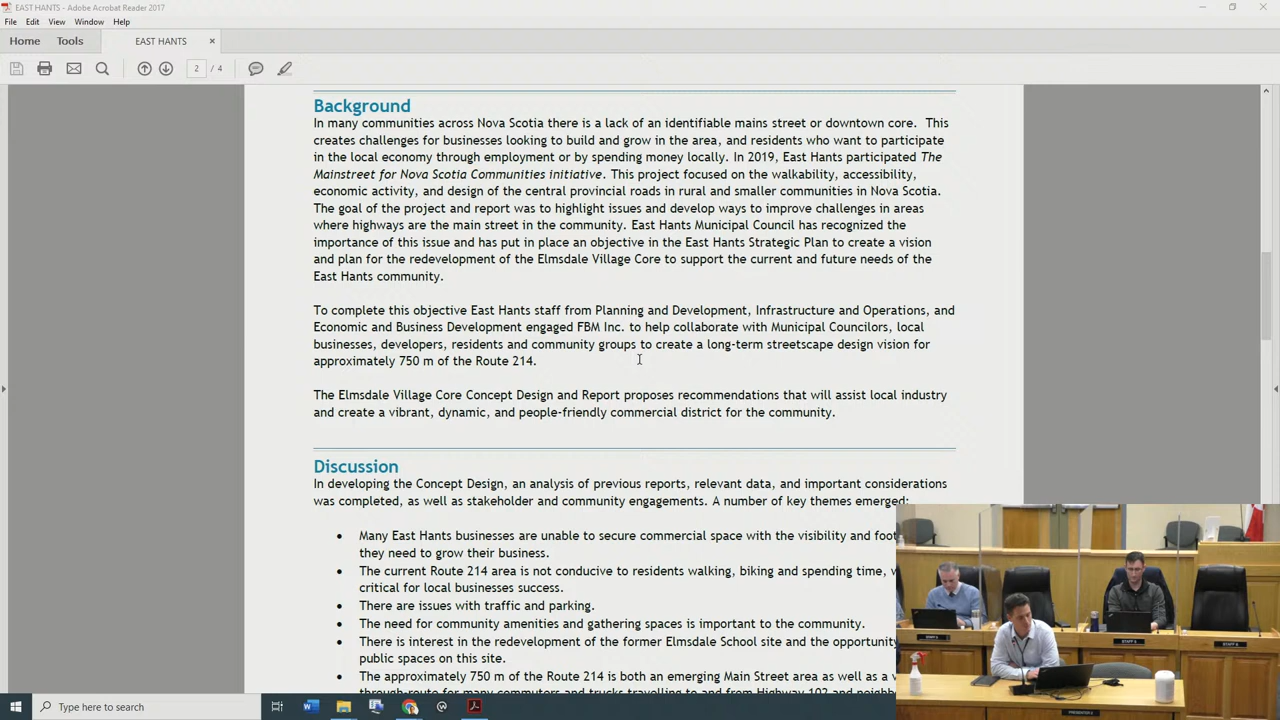 EAST HANTS - Adobe Acrobat Reader 2017
File Edit View Window Help
Home Tools EAST HANTS ×
2 / 4
Background
In many communities across Nova Scotia there is a lack of an identifiable mains street or downtown core. This
creates challenges for businesses looking to build and grow in the area, and residents who want to participate
in the local economy through employment or by spending money locally. In 2019, East Hants participated The
Mainstreet for Nova Scotia Communities initiative. This project focused on the walkability, accessibility,
economic activity, and design of the central provincial roads in rural and smaller communities in Nova Scotia.
The goal of the project and report was to highlight issues and develop ways to improve challenges in areas
where highways are the main street in the community. East Hants Municipal Council has recognized the
importance of this issue and has put in place an objective in the East Hants Strategic Plan to create a vision
and plan for the redevelopment of the Elmsdale Village Core to support the current and future needs of the
East Hants community.
To complete this objective East Hants staff from Planning and Development, Infrastructure and Operations, and
Economic and Business Development engaged FBM Inc. to help collaborate with Municipal Councilors, local
businesses, developers, residents and community groups to create a long-term streetscape design vision for
approximately 750 m of the Route 214.
The Elmsdale Village Core Concept Design and Report proposes recommendations that will assist local industry
and create a vibrant, dynamic, and people-friendly commercial district for the community.
Discussion
In developing the Concept Design, an analysis of previous reports, relevant data, and important considerations
was completed, as well as stakeholder and community engagements. A number of key themes emerged:
• Many East Hants businesses are unable to secure commercial space with the visibility and foot
they need to grow their business.
• The current Route 214 area is not conducive to residents walking, biking and spending time,
critical for local businesses success.
• There are issues with traffic and parking.
• The need for community amenities and gathering spaces is important to the community.
• There is interest in the redevelopment of the former Elmsdale School site and the opportunity
public spaces on this site.
• The approximately 750 m of the Route 214 is both an emerging Main Street area as well as a
through-route for many commuters and trucks travelling to and from Highway 102 and
Type here to search